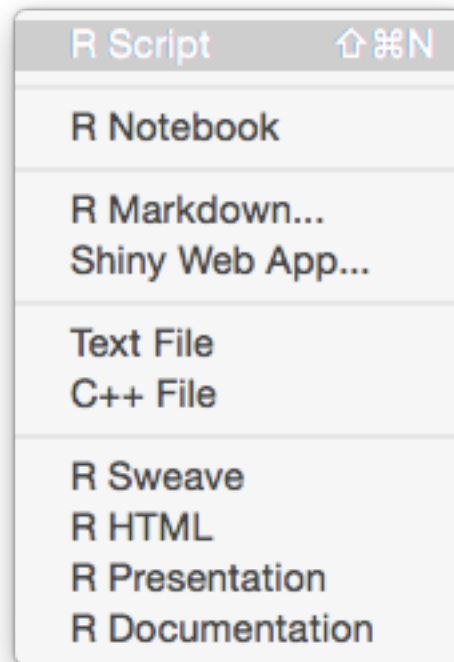 R Script ⇧⌘N
R Notebook
R Markdown...
Shiny Web App...
Text File
C++ File
R Sweave
R HTML
R Presentation
R Documentation